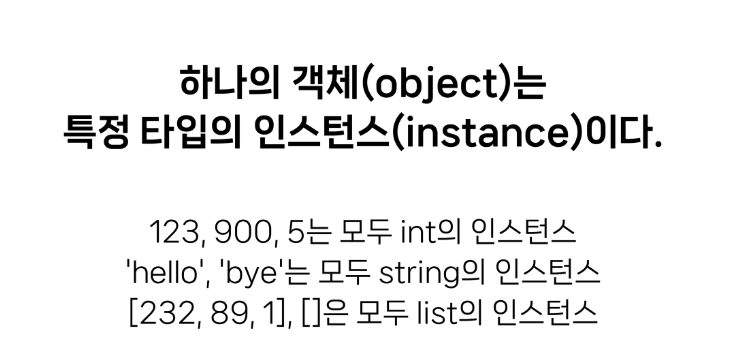 하나의 객체(object)는
특정 타입의 인스턴스(instance)이다.
123, 900, 5는 모두 int의 인스턴스
'hello', 'bye'는 모두 string의 인스턴스
[232, 89, 1], []은 모두 list의 인스턴스